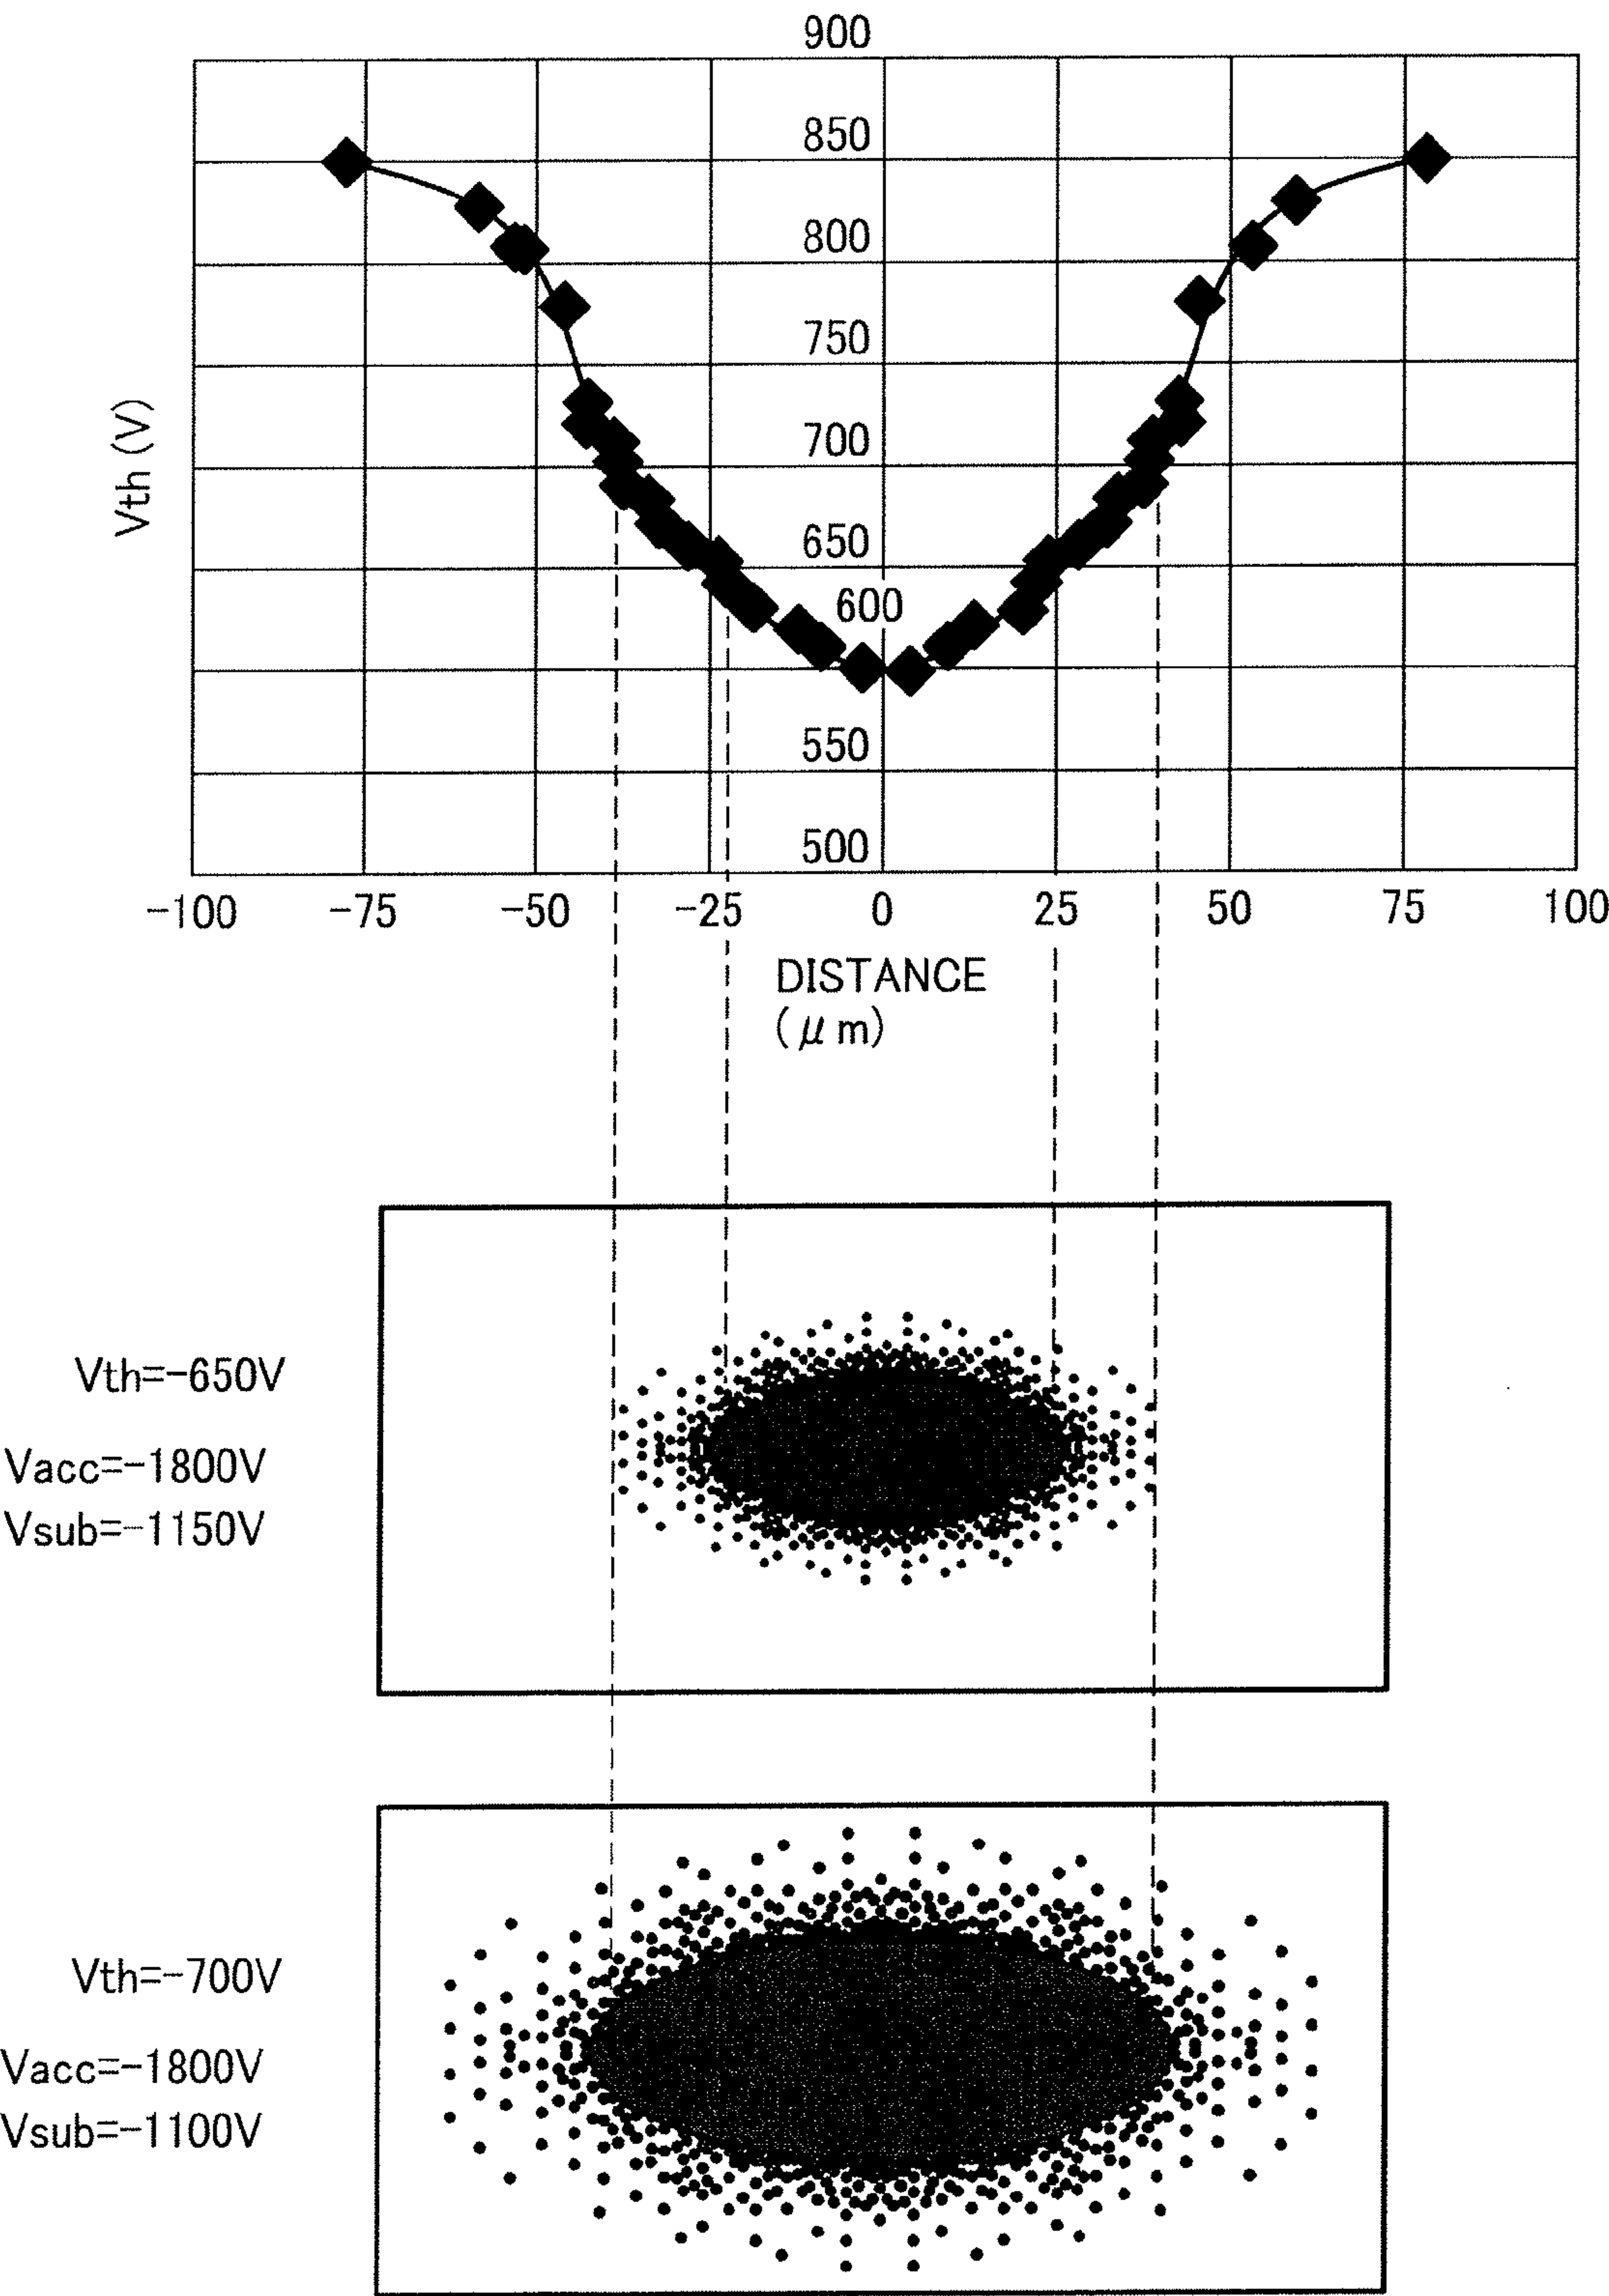 900
850
800
750
700
650
600
550
500
Vth (V)
-100 -75 -50 -25 0 25 50 75 100
DISTANCE
(μm)
Vth=-650V
Vacc=-1800V
Vsub=-1150V
Vth=-700V
Vacc=-1800V
Vsub=-1100V